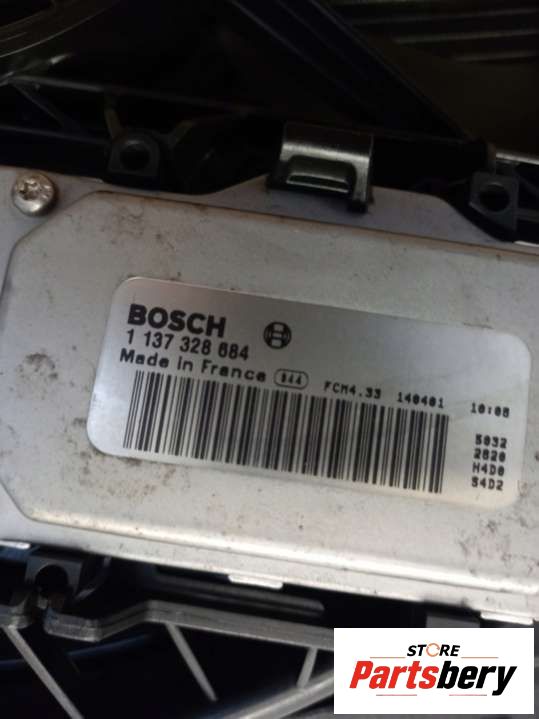 BOSCH
1 137 328 684
Made in France 844 FCM4.33 140401 10:08
5032
2820
H4D0
S4D2
STORE
Partsbery